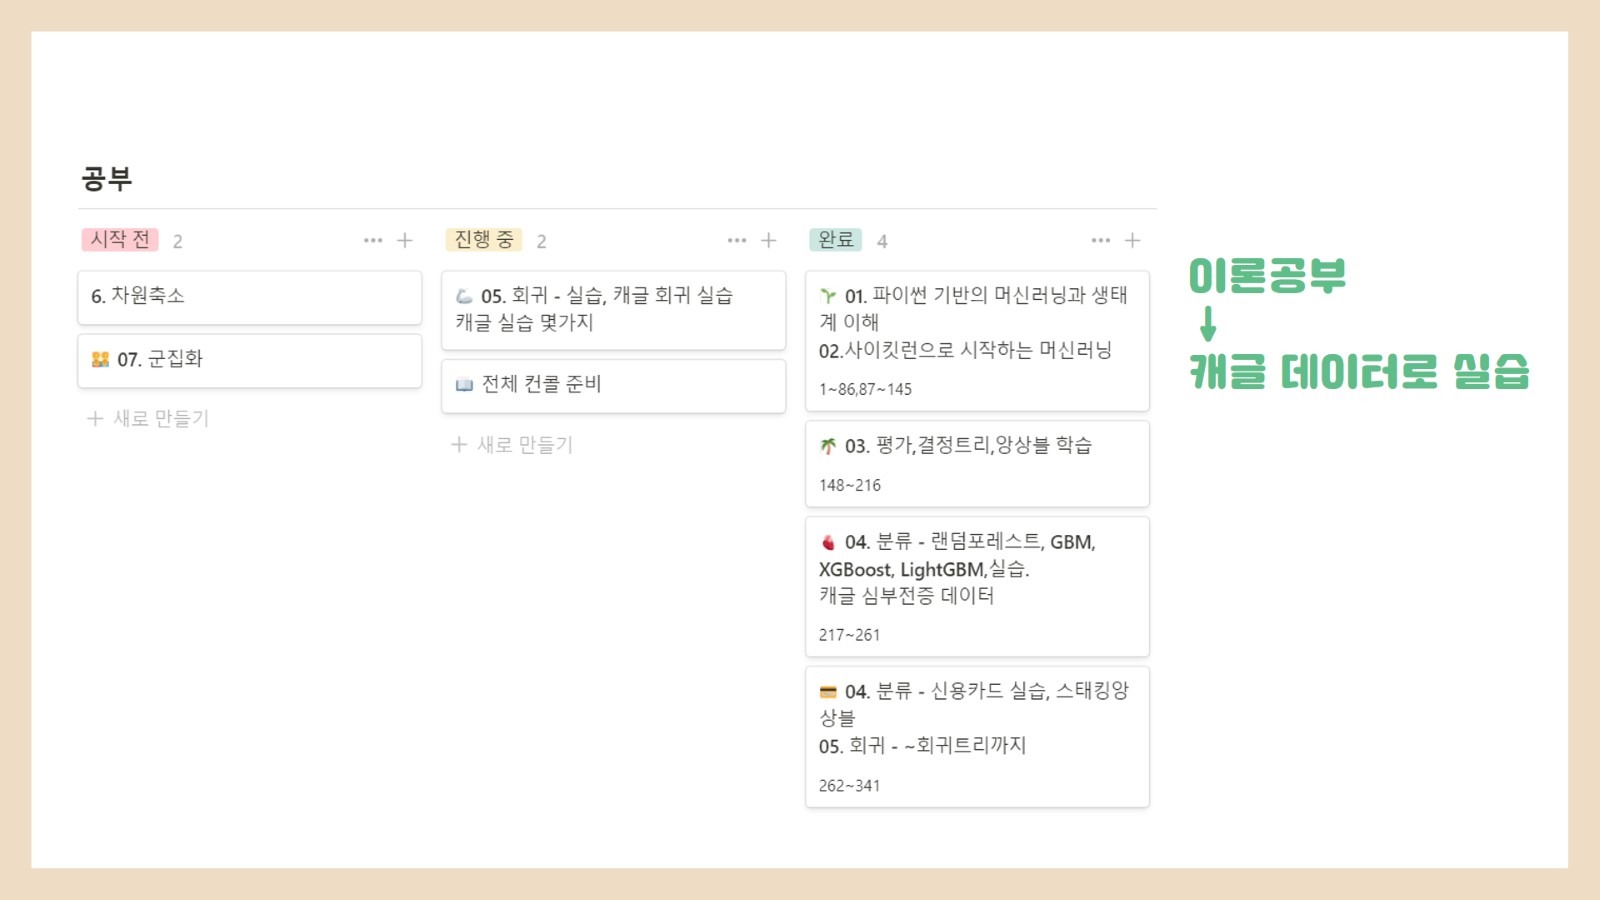 공부
시작 전 2
6. 차원축소
07. 군집화
새로 만들기
진행 중 2
05. 회귀 - 실습, 캐글 회귀 실습
캐글 실습 몇가지
전체 컨콜 준비
새로 만들기
완료 4
01. 파이썬 기반의 머신러닝과 생태
계 이해
02.사이킷런으로 시작하는 머신러닝
1~86,87~145
03. 평가,결정트리,앙상블 학습
148~216
04. 분류 - 랜덤포레스트, GBM,
XGBoost, LightGBM,실습.
캐글 심부전증 데이터
217~261
04. 분류 - 신용카드 실습, 스태킹앙
상블
05. 회귀 - ~회귀트리까지
262~341
이론공부
↓
캐글 데이터로 실습